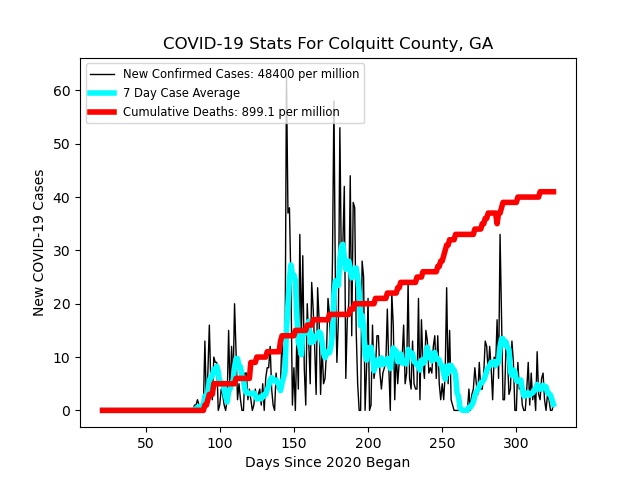 COVID-19 Stats For Colquitt County, GA
New Confirmed Cases: 48400 per million
7 Day Case Average
Cumulative Deaths: 899.1 per million
New COVID-19 Cases
60
50
40
30
20
10
0
50 100 150 200 250 300
Days Since 2020 Began